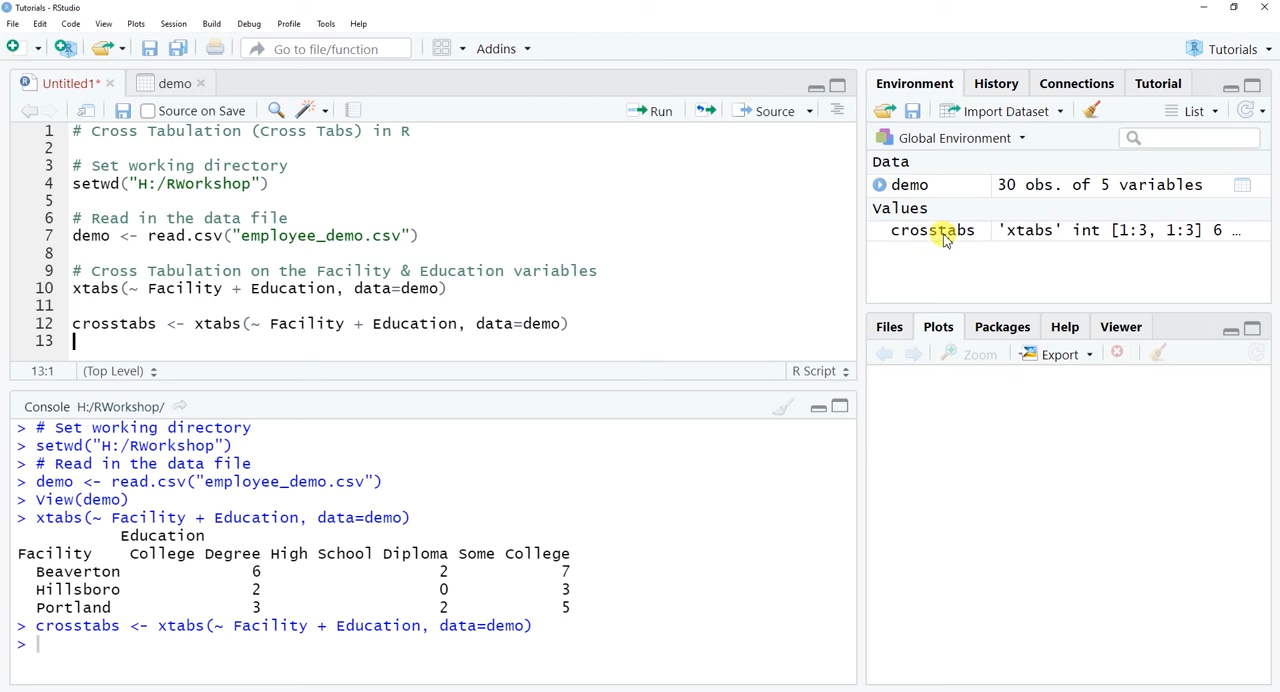 Tutorials - RStudio
File Edit Code View Plots Session Build Debug Profile Tools Help
Go to file/function Addins Tutorials
Untitled1* demo
Source on Save Run Source
1 # Cross Tabulation (Cross Tabs) in R
2
3 # Set working directory
4 setwd("H:/RWorkshop")
5
6 # Read in the data file
7 demo <- read.csv("employee_demo.csv")
8
9 # Cross Tabulation on the Facility & Education variables
10 xtabs(~ Facility + Education, data=demo)
11
12 crosstabs <- xtabs(~ Facility + Education, data=demo)
13
13:1 (Top Level) R Script
Console H:/RWorkshop/
> # Set working directory
> setwd("H:/RWorkshop")
> # Read in the data file
> demo <- read.csv("employee_demo.csv")
> View(demo)
> xtabs(~ Facility + Education, data=demo)
Education
Facility College Degree High School Diploma Some College
Beaverton 6 2 7
Hillsboro 2 0 3
Portland 3 2 5
> crosstabs <- xtabs(~ Facility + Education, data=demo)
>
Environment History Connections Tutorial
Import Dataset List
Global Environment
Data
demo 30 obs. of 5 variables
Values
crosstabs 'xtabs' int [1:3, 1:3] 6 …
Files Plots Packages Help Viewer
Zoom Export